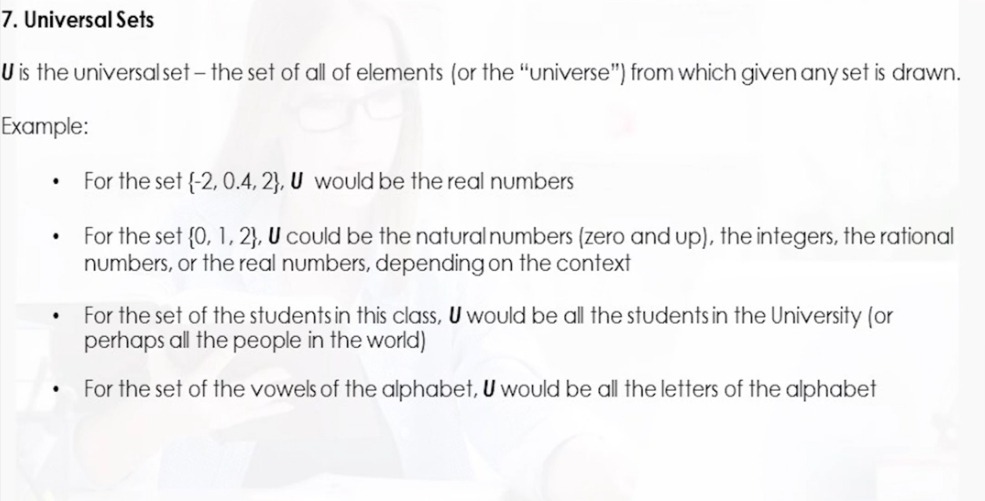 7. Universal Sets
U is the universal set – the set of all of elements (or the “universe”) from which given any set is drawn.
Example:
• For the set {-2, 0.4, 2}, U would be the real numbers
• For the set {0, 1, 2}, U could be the natural numbers (zero and up), the integers, the rational
numbers, or the real numbers, depending on the context
• For the set of the students in this class, U would be all the students in the University (or
perhaps all the people in the world)
• For the set of the vowels of the alphabet, U would be all the letters of the alphabet